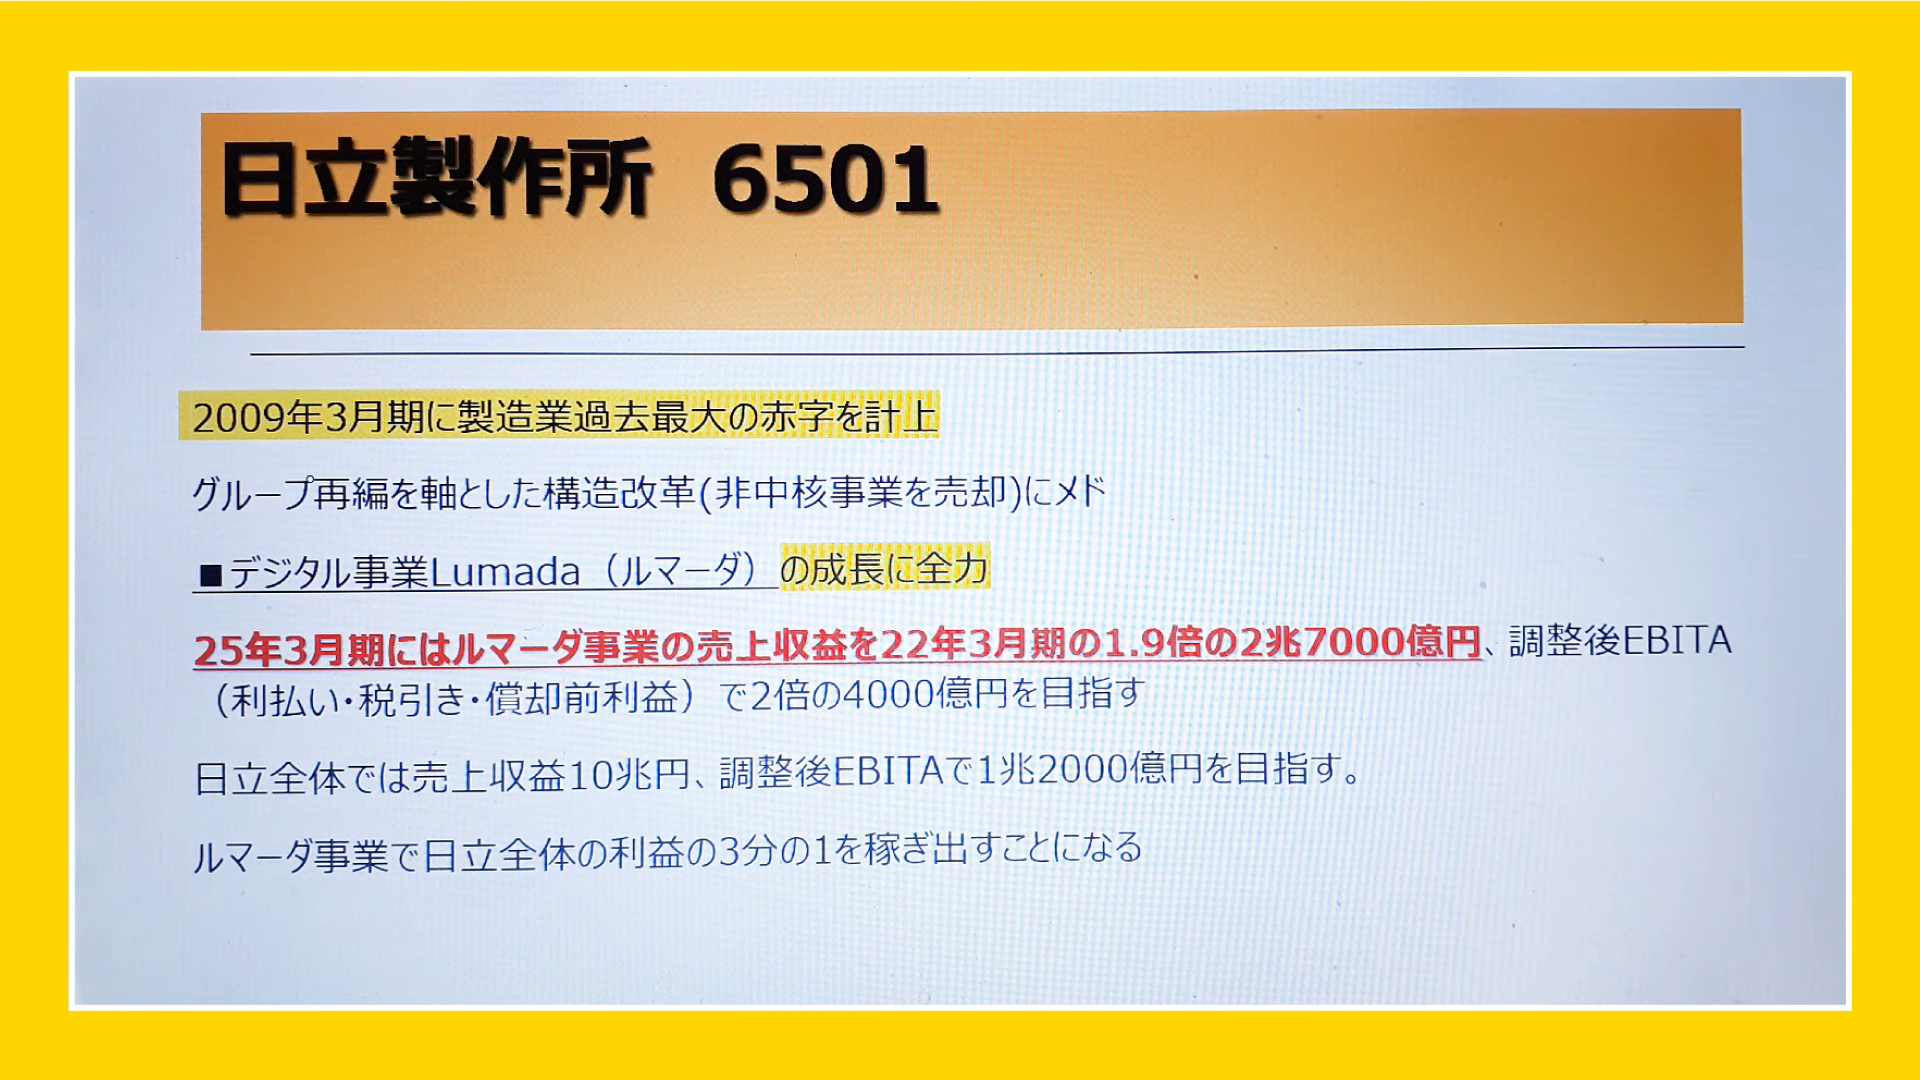 日立製作所 6501
2009年3月期に製造業過去最大の赤字を計上
グループ再編を軸とした構造改革(非中核事業を売却)にメド
■デジタル事業Lumada（ルマーダ）の成長に全力
25年3月期にはルマーダ事業の売上収益を22年3月期の1.9倍の2兆7000億円、調整後EBITA
（利払い・税引き・償却前利益）で2倍の4000億円を目指す
日立全体では売上収益10兆円、調整後EBITAで1兆2000億円を目指す。
ルマーダ事業で日立全体の利益の3分の1を稼ぎ出すことになる